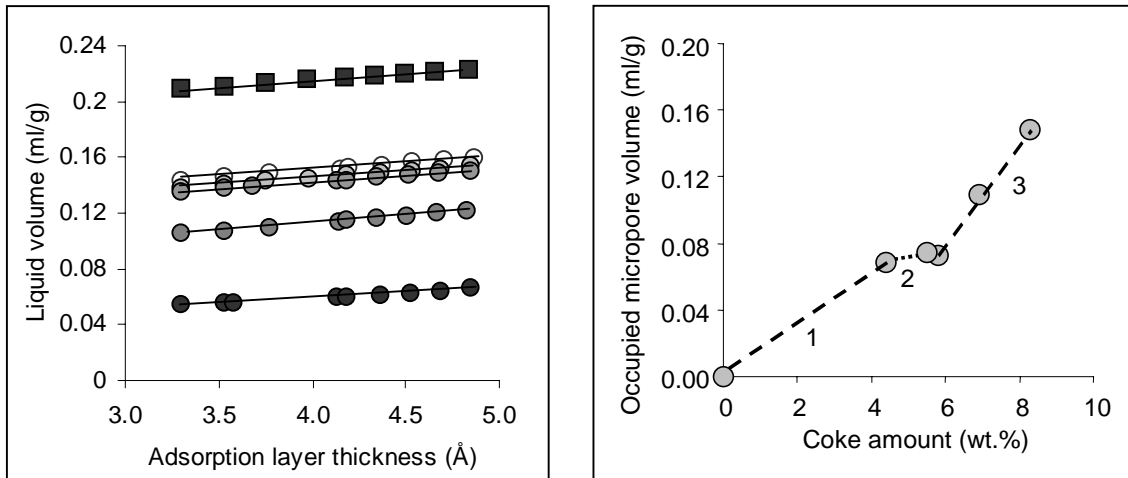 Liquid volume (ml/g)
0.24
0.2
0.16
0.12
0.08
0.04
0
3.0 3.5 4.0 4.5 5.0
Adsorption layer thickness (Å)
Occupied micropore volume (ml/g)
0.20
0.16
0.12
0.08
0.04
0.00
1
2
3
0 2 4 6 8 10
Coke amount (wt.%)